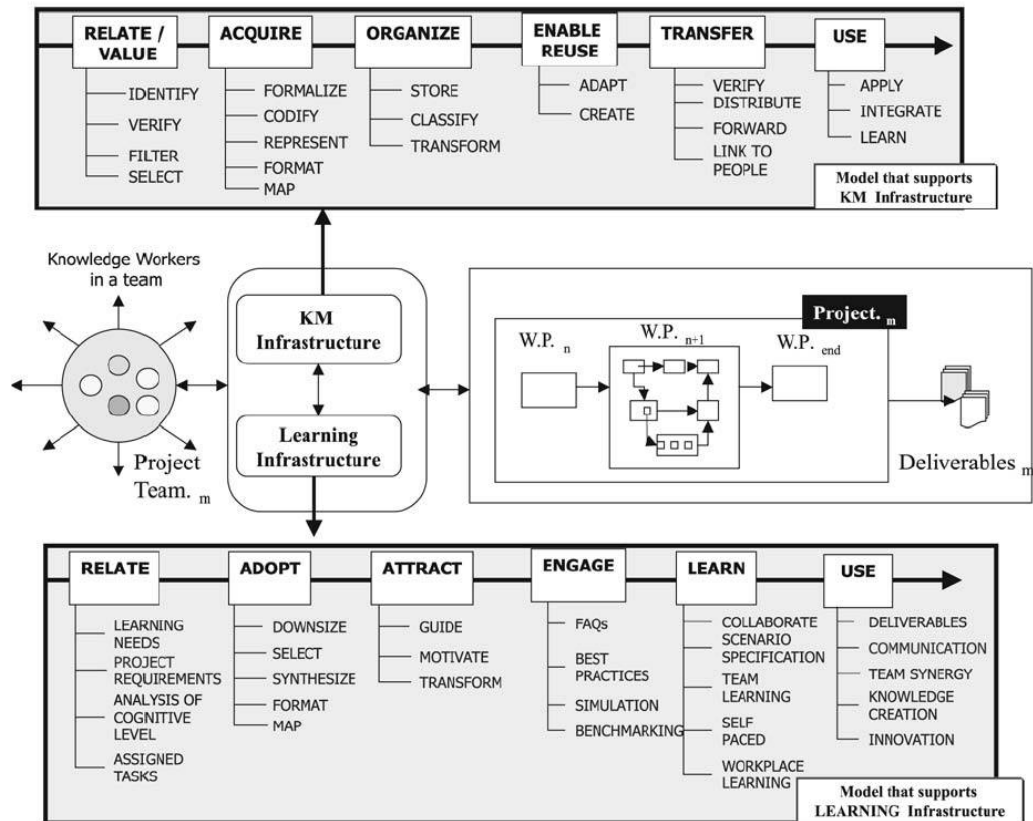 RELATE /
VALUE
IDENTIFY
VERIFY
FILTER
SELECT
ACQUIRE
FORMALIZE
CODIFY
REPRESENT
FORMAT
MAP
ORGANIZE
STORE
CLASSIFY
TRANSFORM
ENABLE
REUSE
ADAPT
CREATE
TRANSFER
VERIFY
DISTRIBUTE
FORWARD
LINK TO
PEOPLE
USE
APPLY
INTEGRATE
LEARN
Model that supports
KM Infrastructure
Knowledge Workers
in a team
Project
Team. m
KM
Infrastructure
Learning
Infrastructure
Project. m
W.P. n
W.P. n+1
W.P. end
Deliverables m
RELATE
LEARNING
NEEDS
PROJECT
REQUIREMENTS
ANALYSIS OF
COGNITIVE
LEVEL
ASSIGNED
TASKS
ADOPT
DOWNSIZE
SELECT
SYNTHESIZE
FORMAT
MAP
ATTRACT
GUIDE
MOTIVATE
TRANSFORM
ENGAGE
FAQs
BEST
PRACTICES
SIMULATION
BENCHMARKING
LEARN
COLLABORATE
SCENARIO
SPECIFICATION
TEAM
LEARNING
SELF
PACED
WORKPLACE
LEARNING
USE
DELIVERABLES
COMMUNICATION
TEAM SYNERGY
KNOWLEDGE
CREATION
INNOVATION
Model that supports
LEARNING Infrastructure